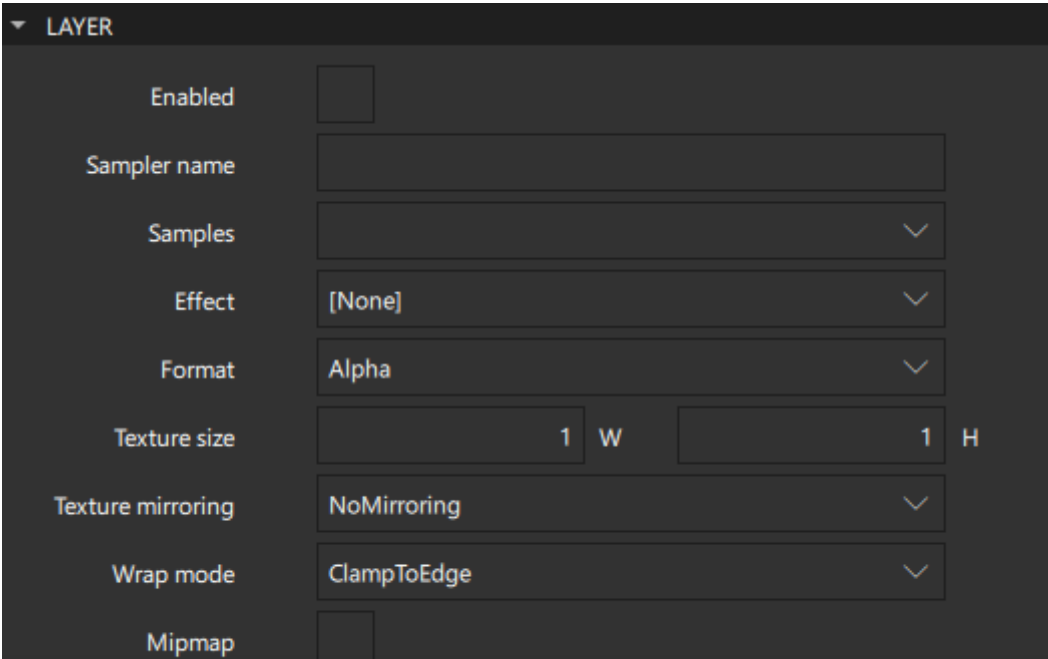 LAYER
Enabled
Sampler name
Samples
Effect [None]
Format Alpha
Texture size 1 W 1 H
Texture mirroring NoMirroring
Wrap mode ClampToEdge
Mipmap